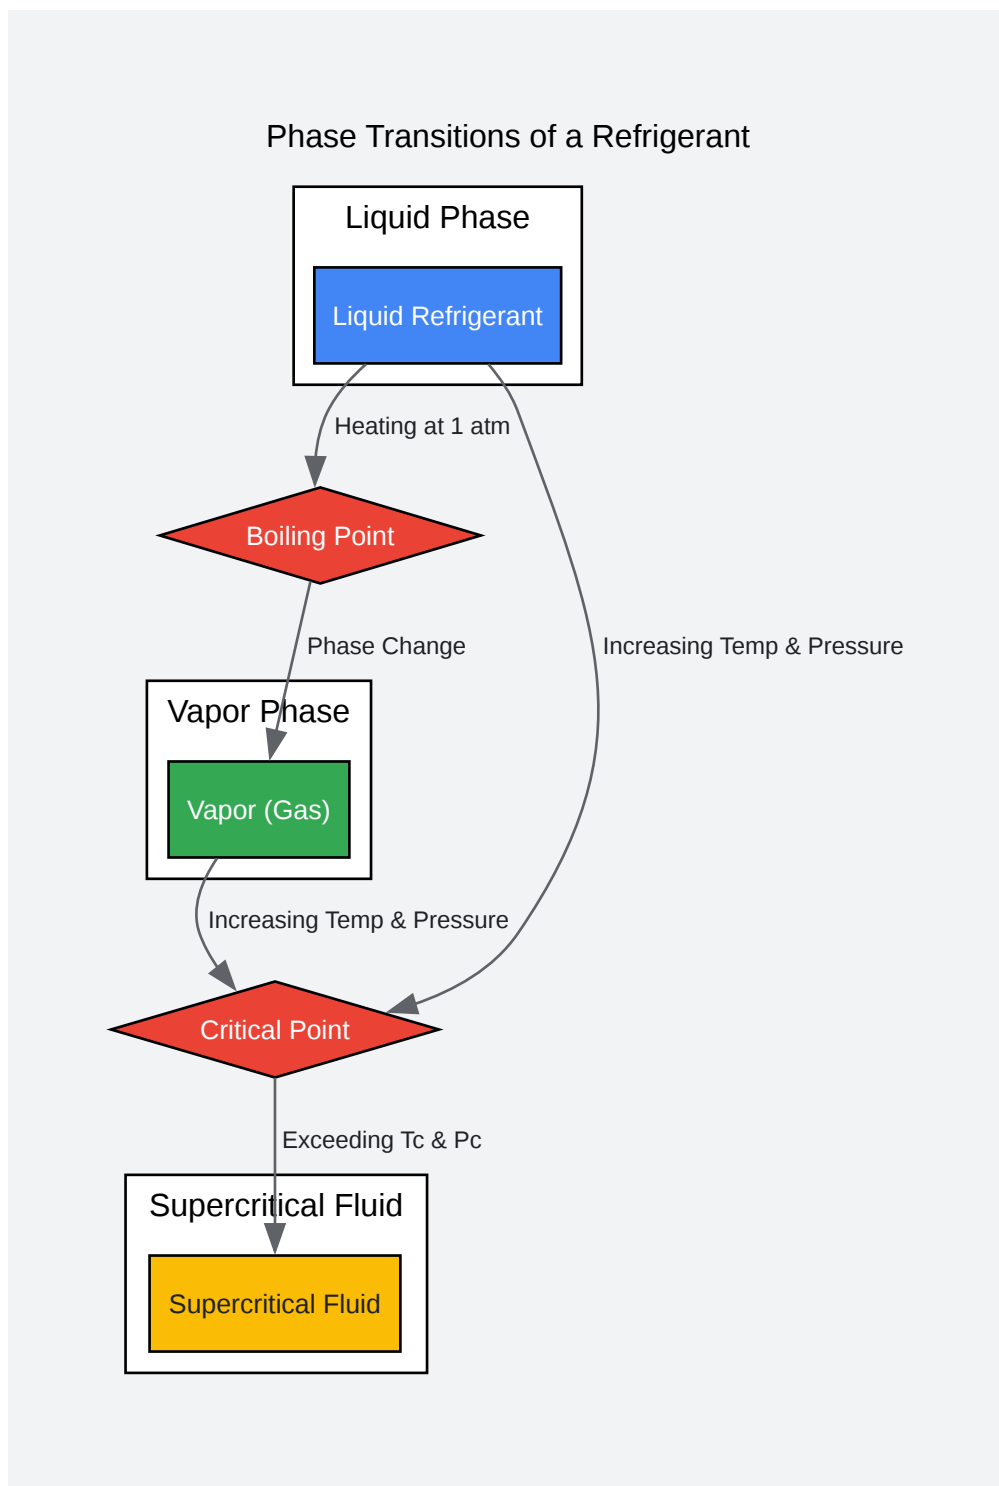 Phase Transitions of a Refrigerant
Liquid Phase
Liquid Refrigerant
Heating at 1 atm
Boiling Point
Phase Change
Increasing Temp & Pressure
Vapor Phase
Vapor (Gas)
Increasing Temp & Pressure
Critical Point
Exceeding Tc & Pc
Supercritical Fluid
Supercritical Fluid